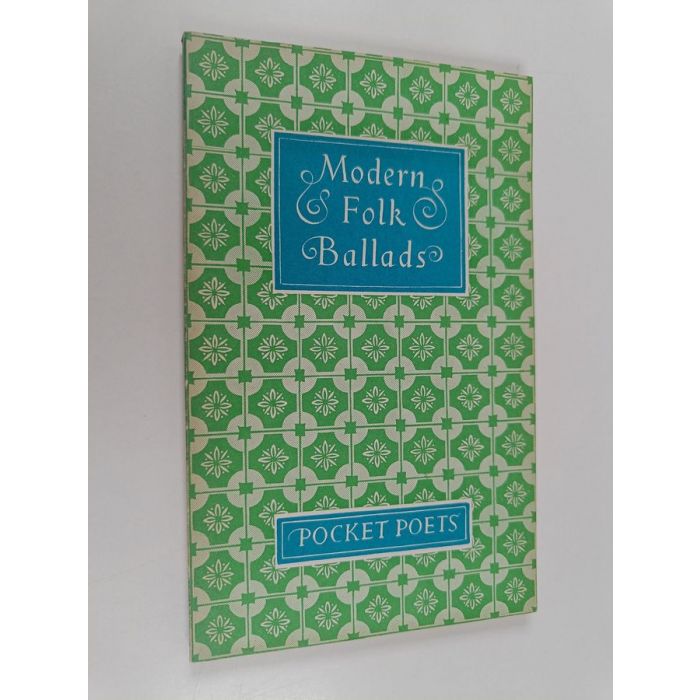 Modern
Folk
Ballads
POCKET POETS